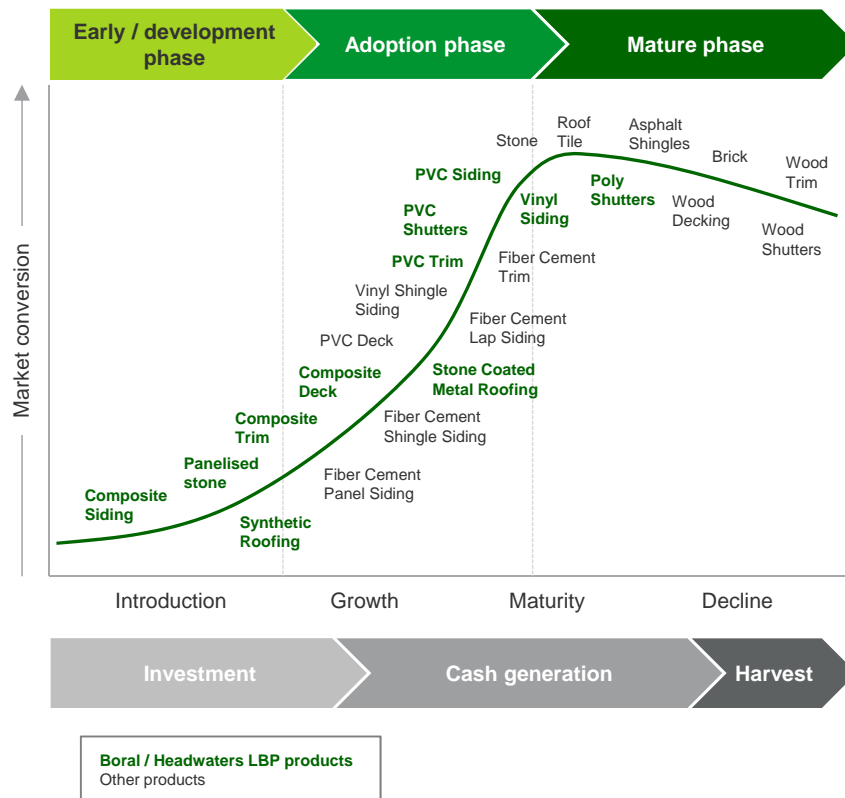 Early / development
phase
Adoption phase
Mature phase
Market conversion
Stone
Roof
Tile
Asphalt
Shingles
Brick
Wood
Trim
PVC Siding
Vinyl
Siding
Poly
Shutters
Wood
Decking
Wood
Shutters
PVC
Shutters
PVC Trim
Fiber Cement
Trim
Vinyl Shingle
Siding
Fiber Cement
Lap Siding
PVC Deck
Composite
Deck
Stone Coated
Metal Roofing
Composite
Trim
Fiber Cement
Shingle Siding
Panelised
stone
Fiber Cement
Panel Siding
Composite
Siding
Synthetic
Roofing
Introduction
Growth
Maturity
Decline
Investment
Cash generation
Harvest
Boral / Headwaters LBP products
Other products